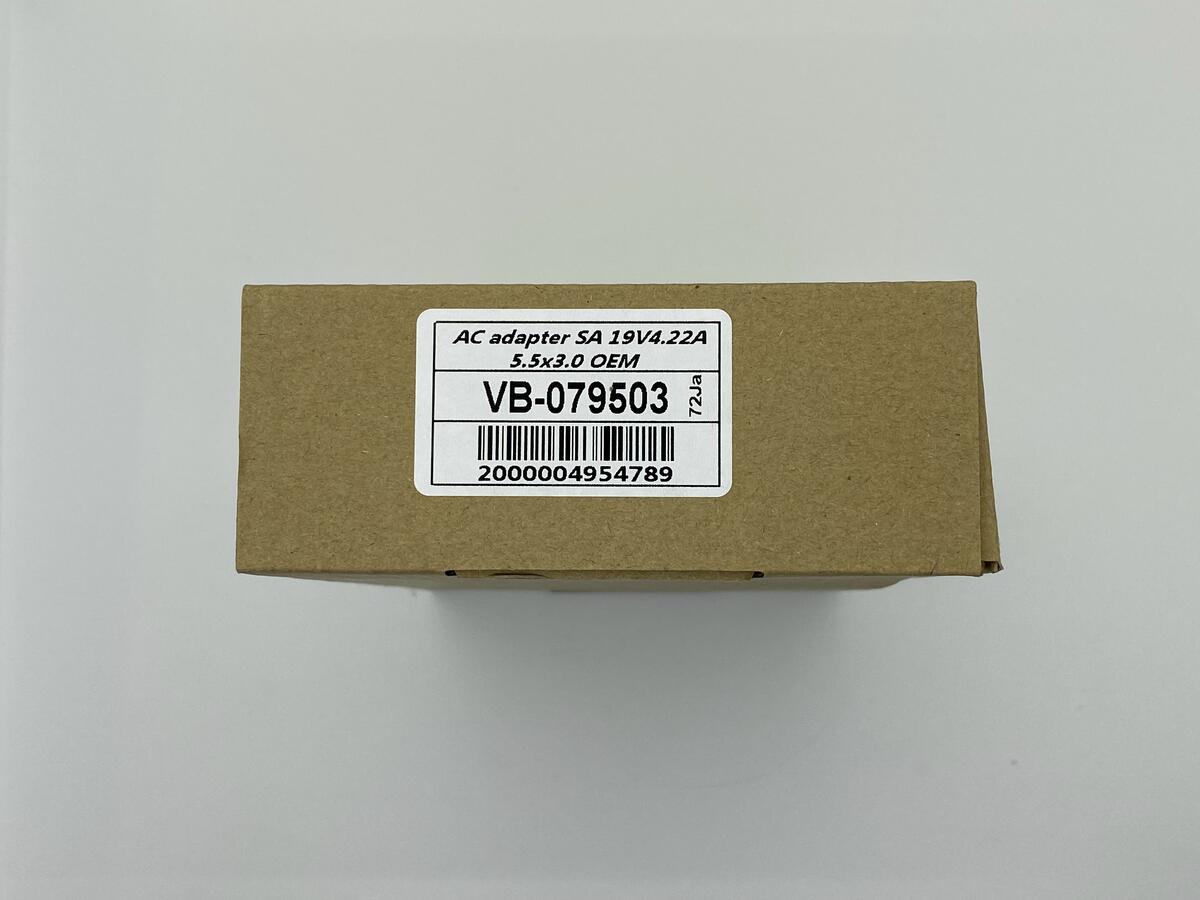 AC adapter SA 19V4.22A
5.5x3.0 OEM
VB-079503
72Ja
2000004954789